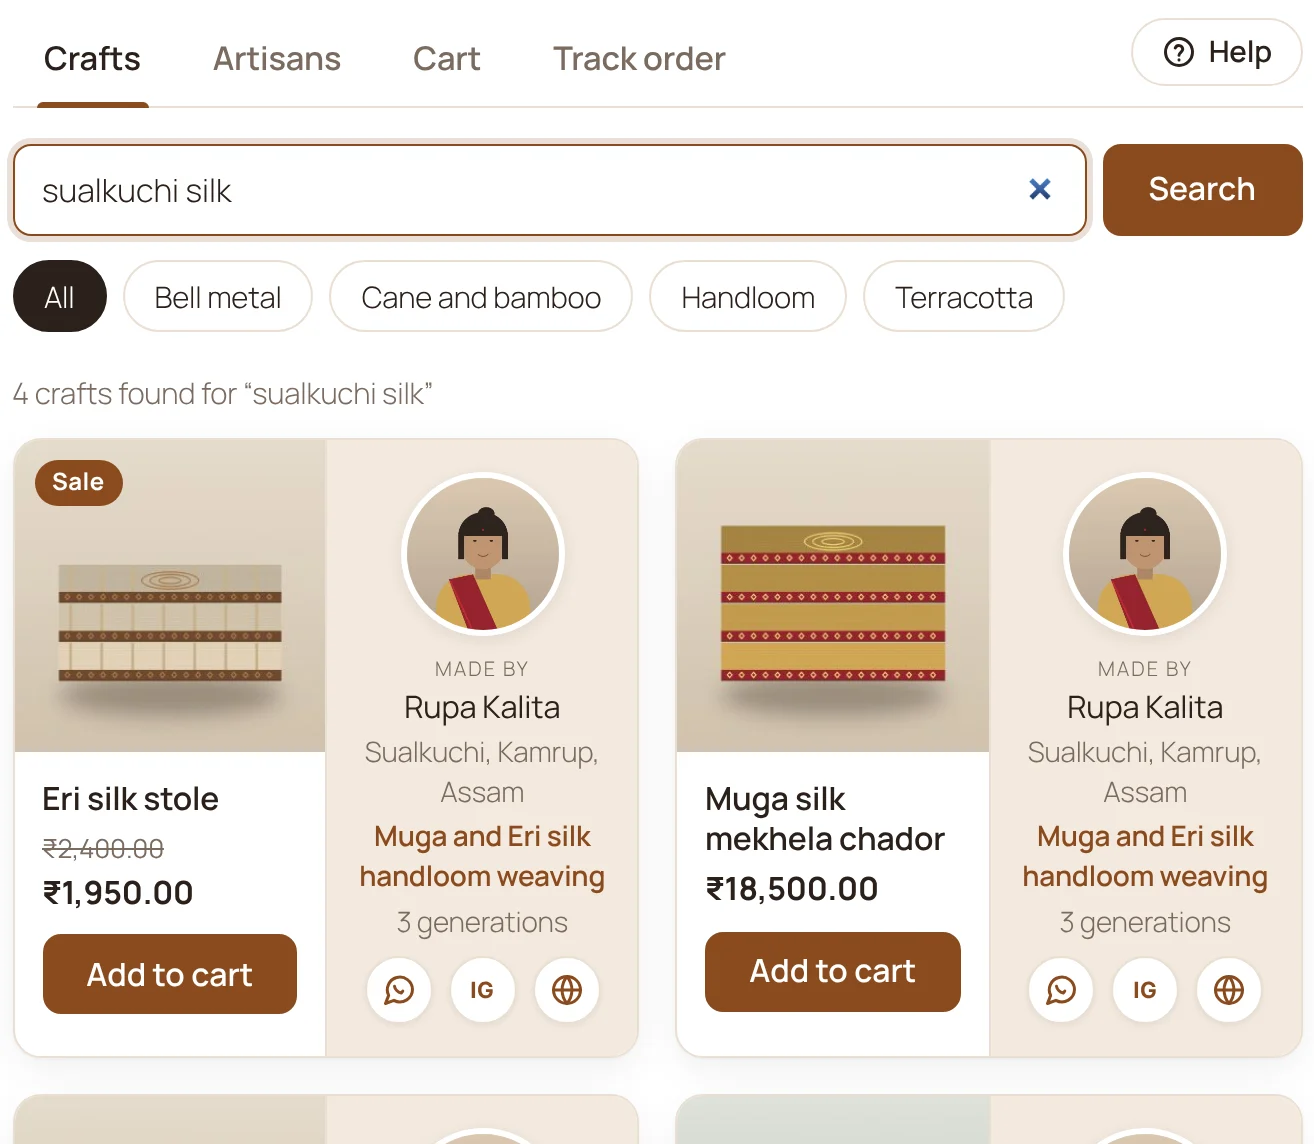 Crafts
Artisans
Cart
Track order
Help
sualkuchi silk
Search
All
Bell metal
Cane and bamboo
Handloom
Terracotta
4 crafts found for “sualkuchi silk”
Sale
MADE BY
Rupa Kalita
Sualkuchi, Kamrup,
Assam
Muga and Eri silk
handloom weaving
3 generations
IG
Eri silk stole
₹2,400.00
₹1,950.00
Add to cart
MADE BY
Rupa Kalita
Sualkuchi, Kamrup,
Assam
Muga and Eri silk
handloom weaving
3 generations
IG
Muga silk
mekhela chador
₹18,500.00
Add to cart